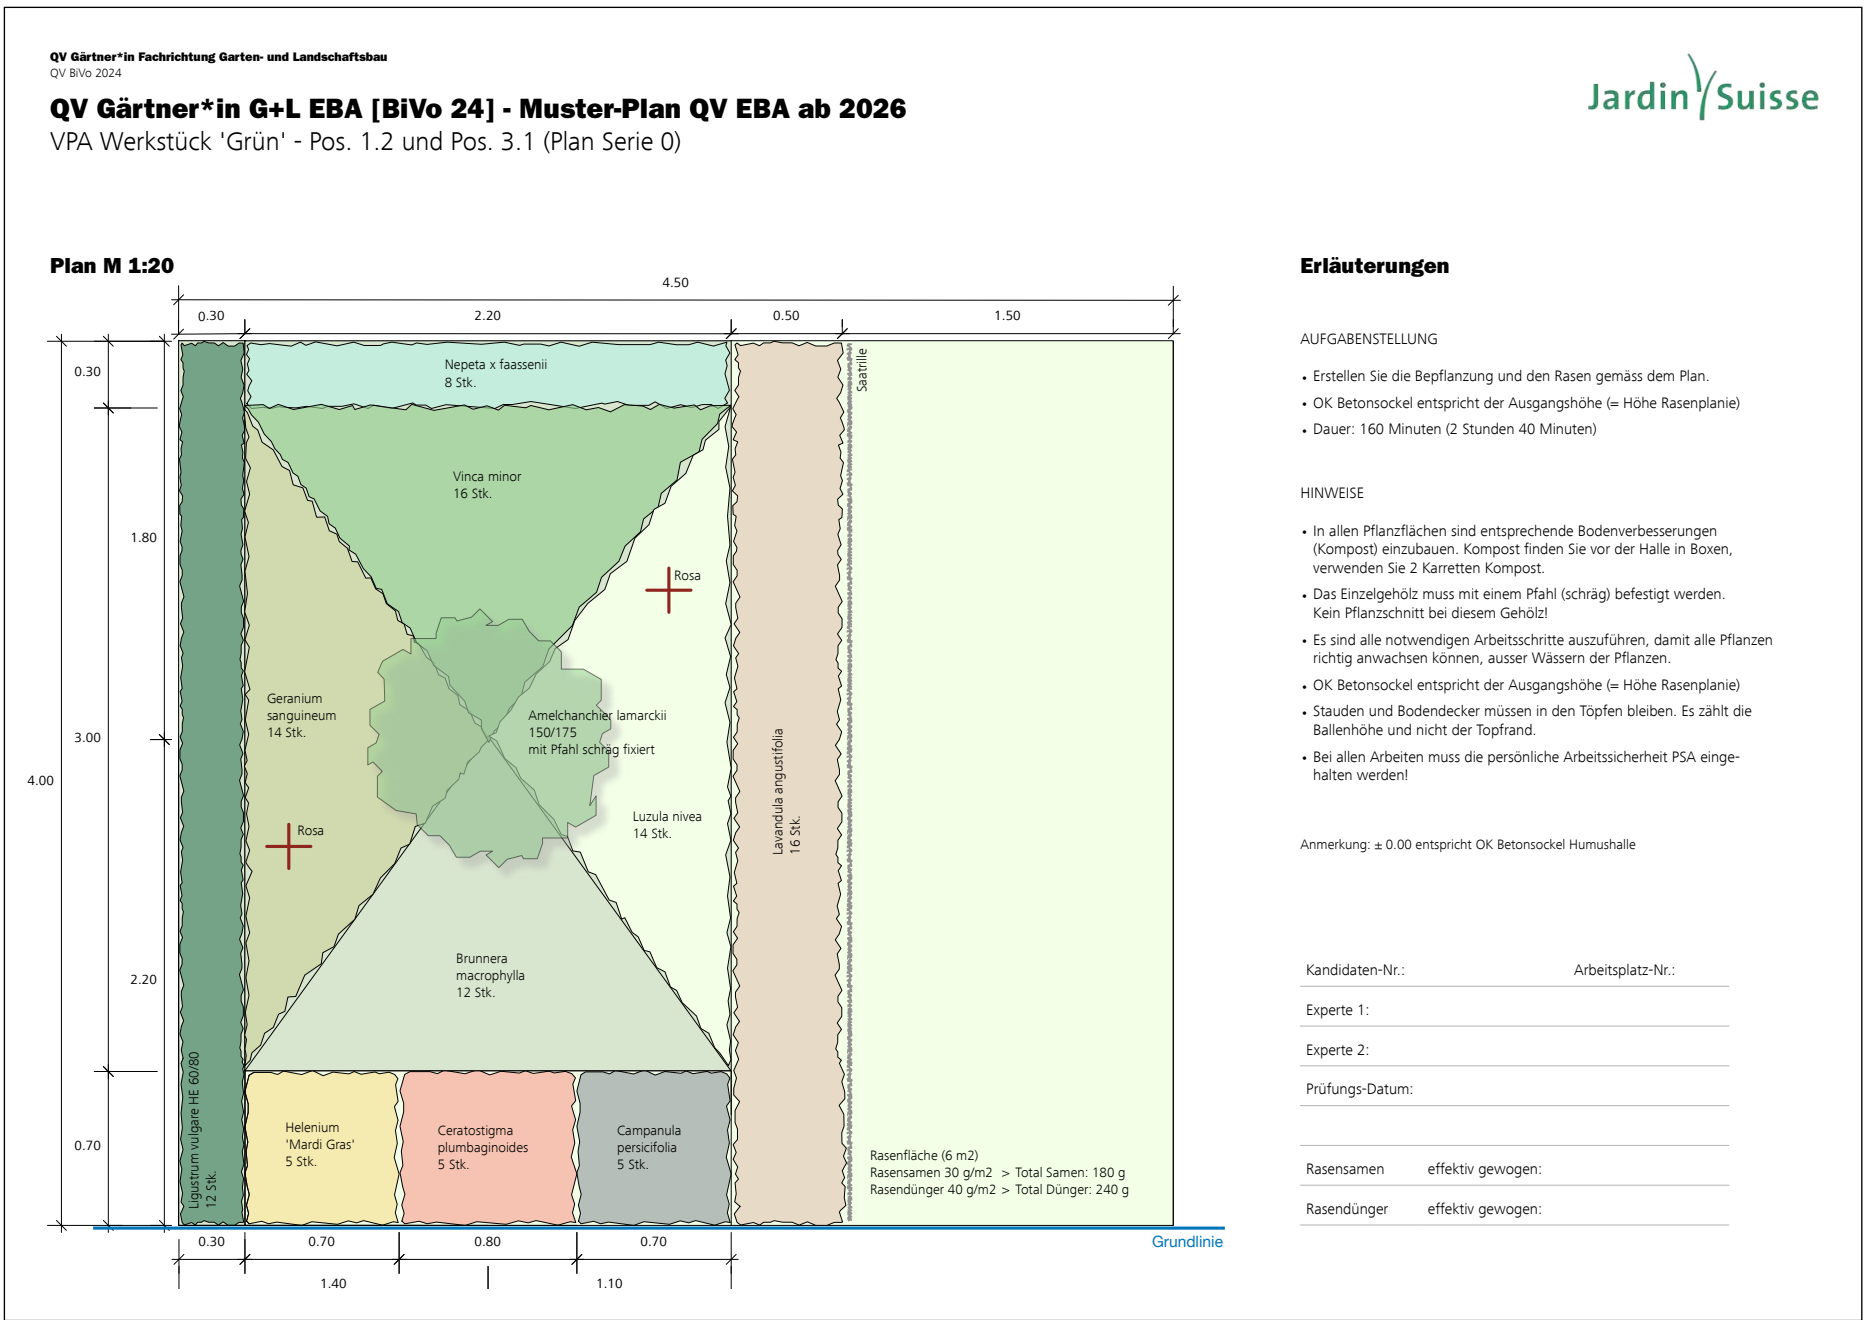 QV Gärtner*in Fachrichtung Garten- und Landschaftsbau
QV BiVo 2024
QV Gärtner*in G+L EBA [BiVo 24] - Muster-Plan QV EBA ab 2026
VPA Werkstück 'Grün' - Pos. 1.2 und Pos. 3.1 (Plan Serie 0)
Jardin Suisse
Plan M 1:20
4.50
0.30
2.20
0.50
1.50
0.30
1.80
3.00
4.00
2.20
0.70
Nepeta x faassenii
8 Stk.
Saatrille
Vinca minor
16 Stk.
Rosa
Geranium
sanguineum
14 Stk.
Amelchanchier lamarckii
150/175
mit Pfahl schräg fixiert
Lavandula angustifolia
16 Stk.
Luzula nivea
14 Stk.
Rosa
Brunnera
macrophylla
12 Stk.
Ligustrum vulgare HE 60/80
12 Stk.
Helenium
'Mardi Gras'
5 Stk.
Ceratostigma
plumbaginoides
5 Stk.
Campanula
persicifolia
5 Stk.
Rasenfläche (6 m2)
Rasensamen 30 g/m2 > Total Samen: 180 g
Rasendünger 40 g/m2 > Total Dünger: 240 g
Grundlinie
0.30
0.70
0.80
0.70
1.40
1.10
Erläuterungen
AUFGABENSTELLUNG
• Erstellen Sie die Bepflanzung und den Rasen gemäss dem Plan.
• OK Betonsockel entspricht der Ausgangshöhe (= Höhe Rasenplanie)
• Dauer: 160 Minuten (2 Stunden 40 Minuten)
HINWEISE
• In allen Pflanzflächen sind entsprechende Bodenverbesserungen
(Kompost) einzubauen. Kompost finden Sie vor der Halle in Boxen,
verwenden Sie 2 Karretten Kompost.
• Das Einzelgehölz muss mit einem Pfahl (schräg) befestigt werden.
Kein Pflanzschnitt bei diesem Gehölz!
• Es sind alle notwendigen Arbeitsschritte auszuführen, damit alle Pflanzen
richtig anwachsen können, ausser Wässern der Pflanzen.
• OK Betonsockel entspricht der Ausgangshöhe (= Höhe Rasenplanie)
• Stauden und Bodendecker müssen in den Töpfen bleiben. Es zählt die
Ballenhöhe und nicht der Topfrand.
• Bei allen Arbeiten muss die persönliche Arbeitssicherheit PSA einge-
halten werden!
Anmerkung: ± 0.00 entspricht OK Betonsockel Humushalle
Kandidaten-Nr.: Arbeitsplatz-Nr.:
Experte 1:
Experte 2:
Prüfungs-Datum:
Rasensamen effektiv gewogen:
Rasendünger effektiv gewogen: